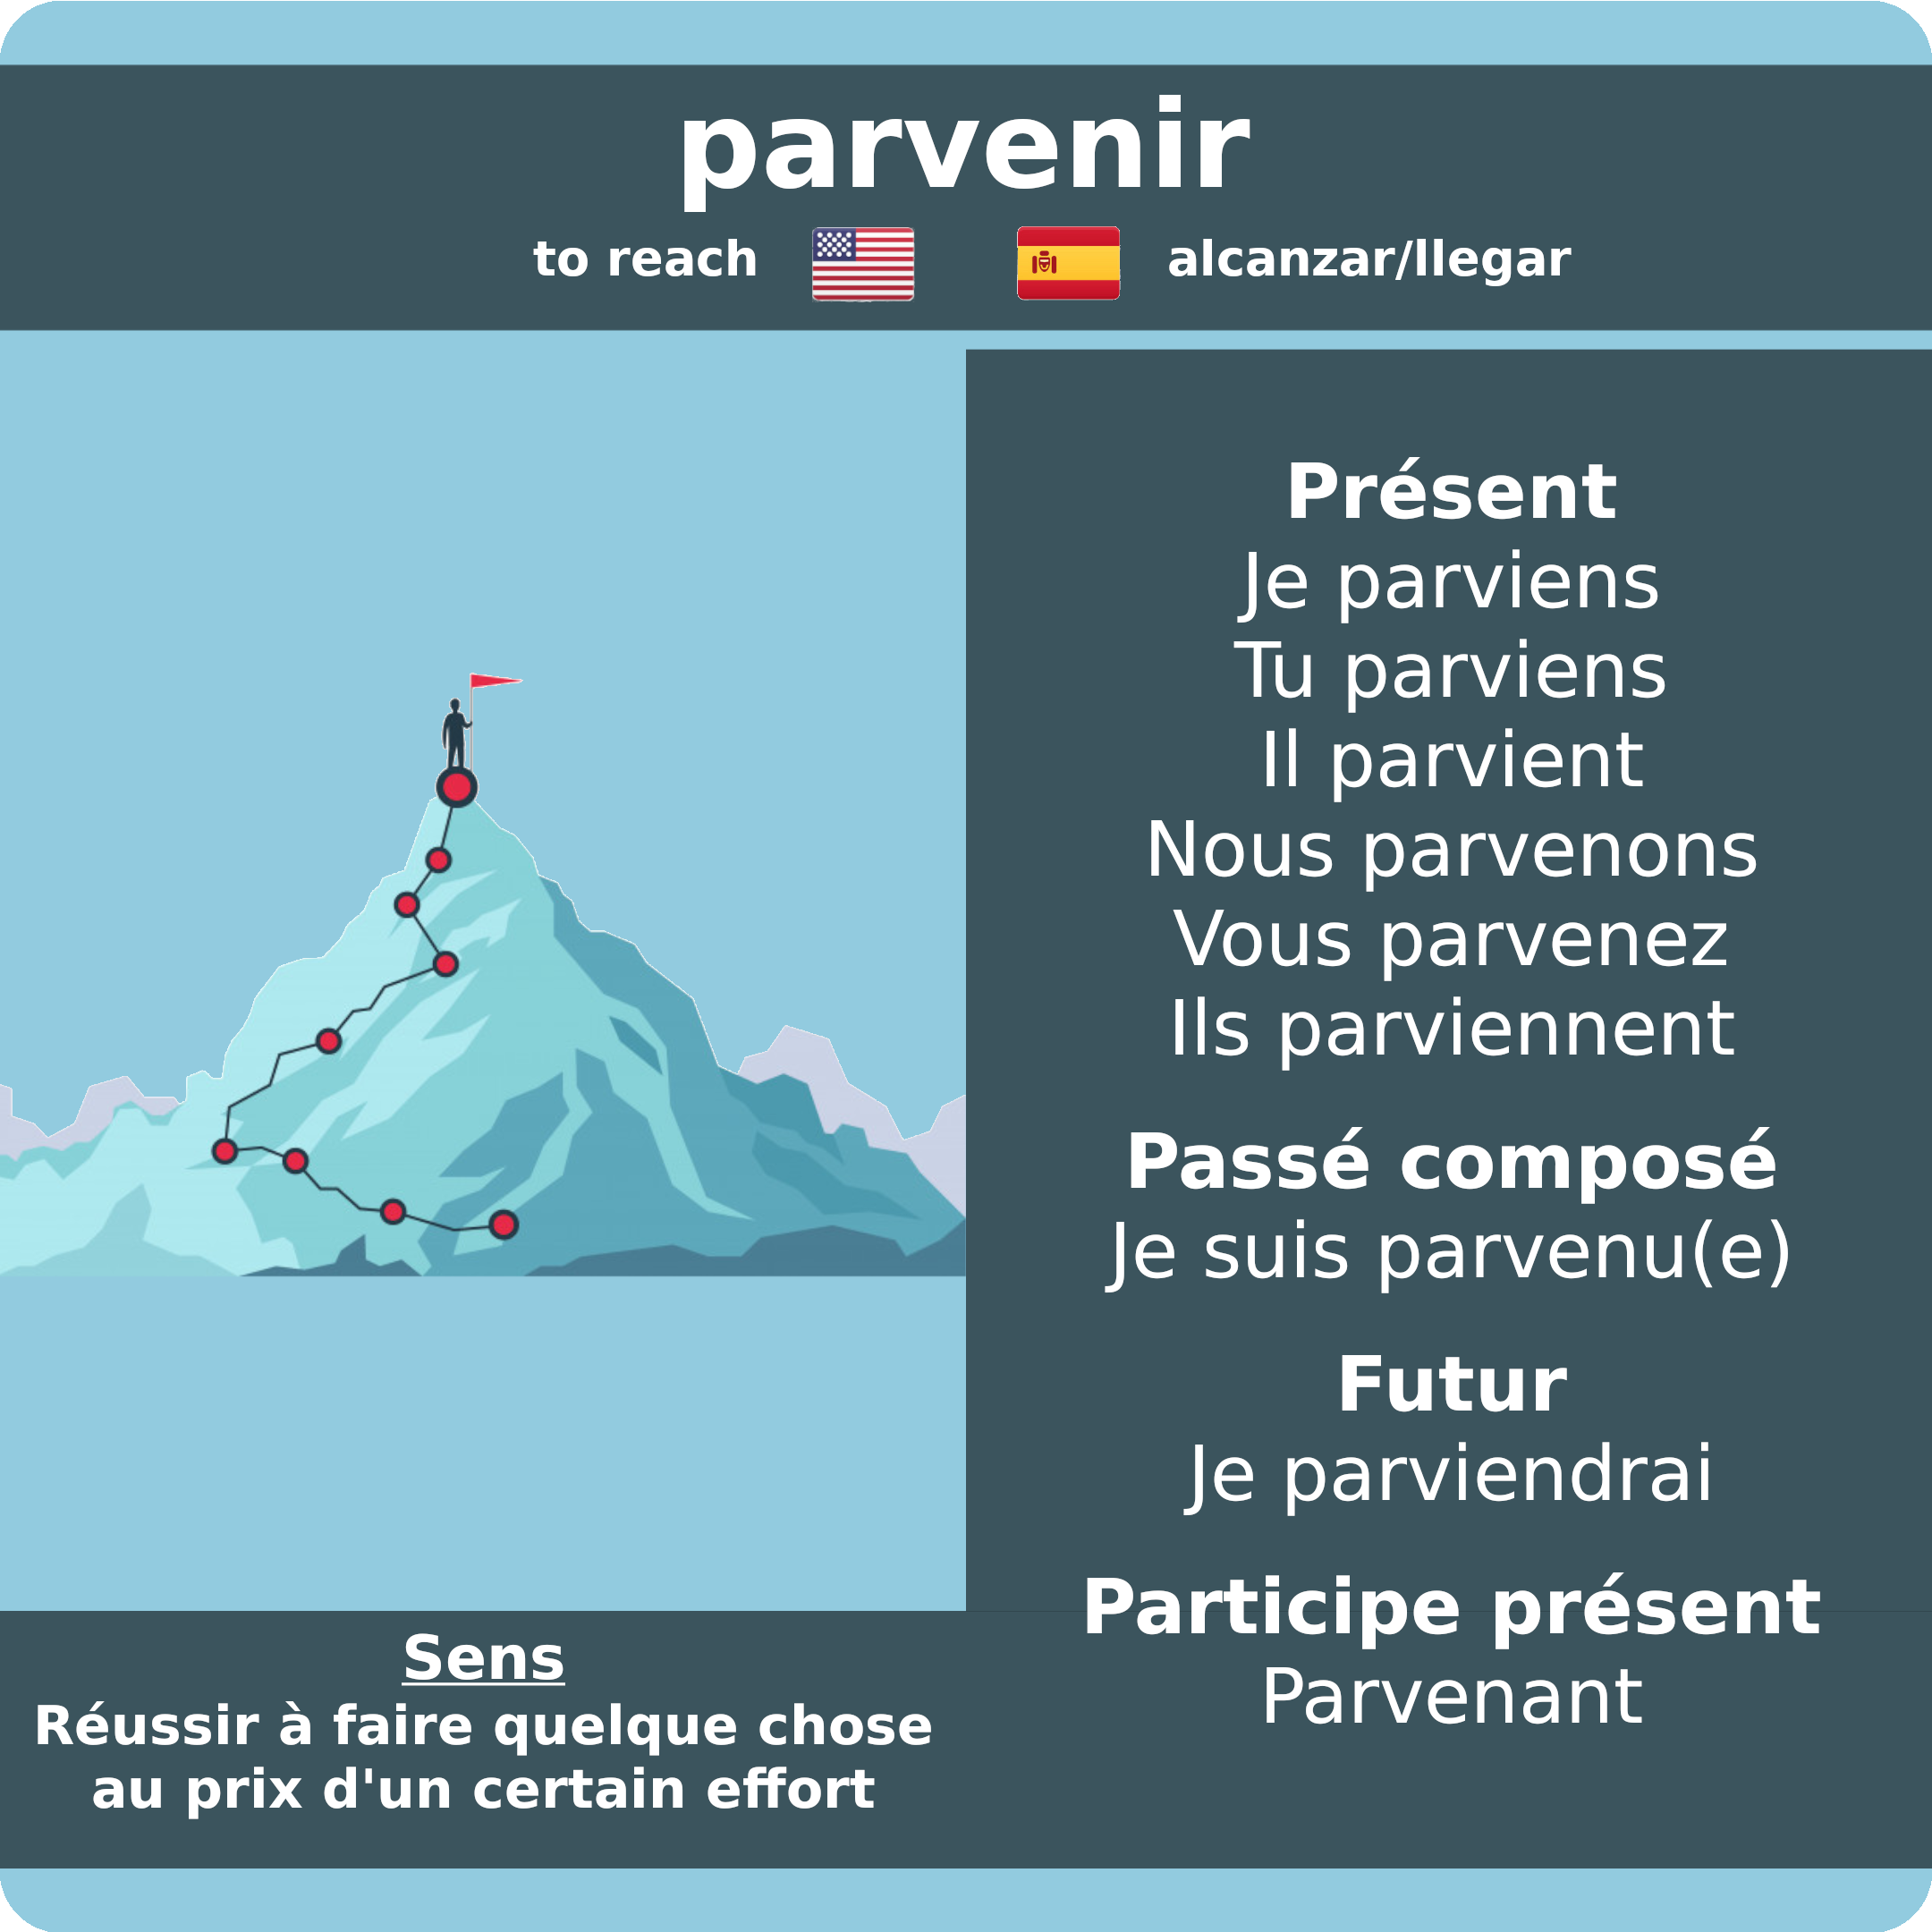 parvenir
to reach alcanzar/llegar
Présent
Je parviens
Tu parviens
Il parvient
Nous parvenons
Vous parvenez
Ils parviennent
Passé composé
Je suis parvenu(e)
Futur
Je parviendrai
Participe présent
Parvenant
Sens
Réussir à faire quelque chose
au prix d'un certain effort